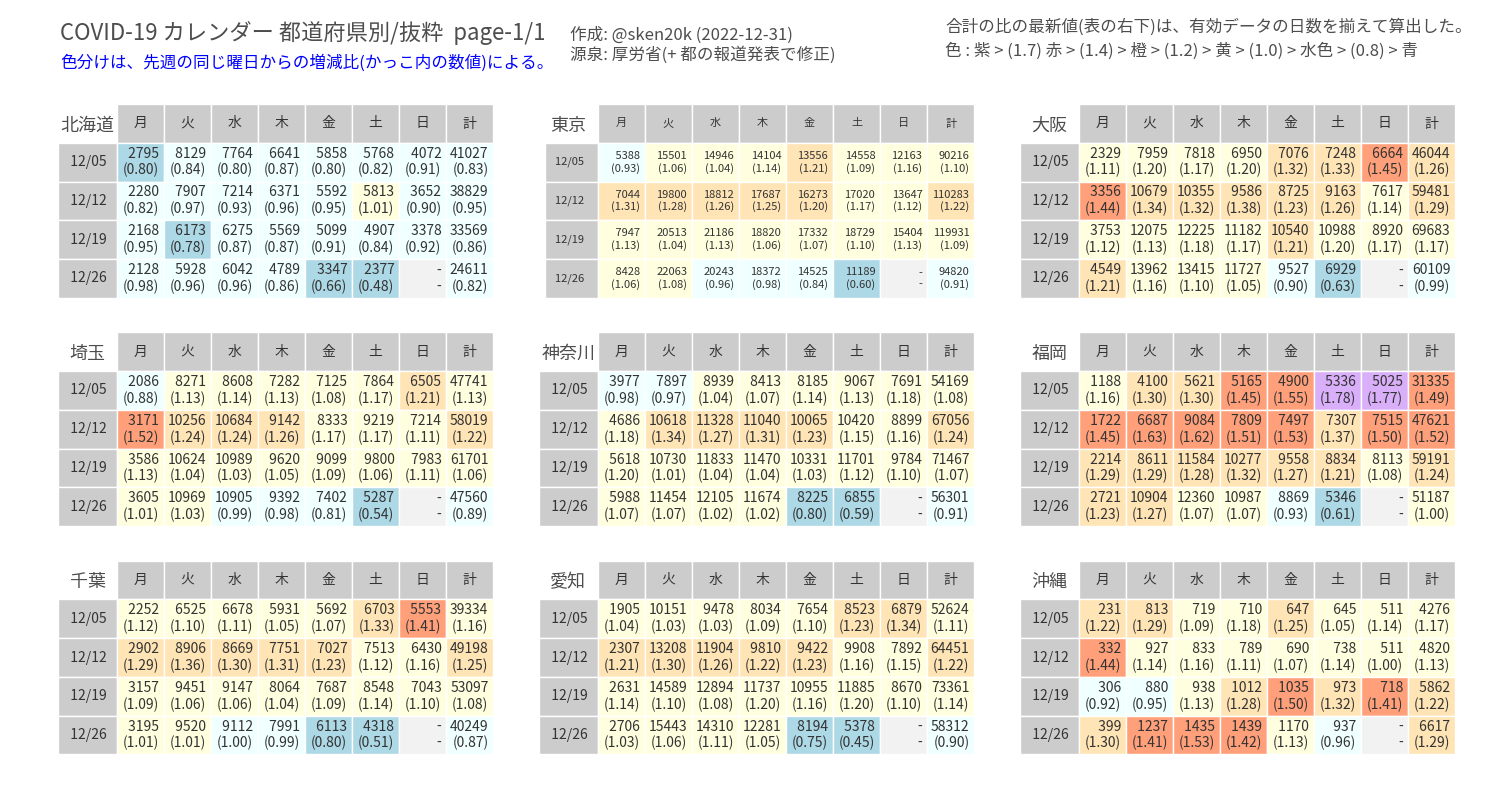 COVID-19 カレンダー 都道府県別/抜粋 page-1/1
色分けは、先週の同じ曜日からの増減比(かっこ内の数値)による。
作成: @sken20k (2022-12-31)
源泉: 厚労省(+ 都の報道発表で修正)
合計の比の最新値(表の右下)は、有効データの日数を揃えて算出した。
色 : 紫 > (1.7) 赤 > (1.4) > 橙 > (1.2) > 黄 > (1.0) > 水色 > (0.8) > 青
北海道 月 火 水 木 金 土 日 計
12/05 2795 8129 7764 6641 5858 5768 4072 41027
(0.80) (0.84) (0.80) (0.87) (0.80) (0.82) (0.91) (0.83)
12/12 2280 7907 7214 6371 5592 5813 3652 38829
(0.82) (0.97) (0.93) (0.96) (0.95) (1.01) (0.90) (0.95)
12/19 2168 6173 6275 5569 5099 4907 3378 33569
(0.95) (0.78) (0.87) (0.87) (0.91) (0.84) (0.92) (0.86)
12/26 2128 5928 6042 4789 3347 2377 - 24611
(0.98) (0.96) (0.96) (0.86) (0.66) (0.48) - (0.82)
東京 月 火 水 木 金 土 日 計
12/05 5388 15501 14946 14104 13556 14558 12163 90216
(0.93) (1.06) (1.04) (1.04) (1.21) (1.09) (1.16) (1.10)
12/12 7044 19800 18812 17687 16273 17020 13647 110283
(1.31) (1.28) (1.26) (1.25) (1.20) (1.17) (1.12) (1.22)
12/19 7947 20513 21186 18820 17332 18729 15404 119931
(1.13) (1.04) (1.13) (1.06) (1.07) (1.10) (1.13) (1.09)
12/26 8428 22063 20243 18372 14525 11189 - 94820
(1.06) (1.08) (0.96) (0.98) (0.84) (0.60) - (0.91)
大阪 月 火 水 木 金 土 日 計
12/05 2329 7959 7818 6950 7076 7248 6664 46044
(1.11) (1.20) (1.17) (1.20) (1.32) (1.33) (1.45) (1.26)
12/12 3356 10679 10355 9586 8725 9163 7617 59481
(1.44) (1.34) (1.32) (1.38) (1.23) (1.26) (1.14) (1.29)
12/19 3753 12075 12225 11182 10540 10988 8920 69683
(1.12) (1.13) (1.18) (1.17) (1.21) (1.20) (1.17) (1.17)
12/26 4549 13962 13415 11727 9527 6929 - 60109
(1.21) (1.16) (1.10) (1.05) (0.90) (0.63) - (0.99)
埼玉 月 火 水 木 金 土 日 計
12/05 2086 8271 8608 7282 7125 7864 6505 47741
(0.88) (1.13) (1.14) (1.13) (1.08) (1.17) (1.21) (1.13)
12/12 3171 10256 10684 9142 8333 9219 7214 58019
(1.52) (1.24) (1.24) (1.26) (1.17) (1.17) (1.11) (1.22)
12/19 3586 10624 10989 9620 9099 9800 7983 61701
(1.13) (1.04) (1.03) (1.05) (1.09) (1.06) (1.11) (1.06)
12/26 3605 10969 10905 9392 7402 5287 - 47560
(1.01) (1.03) (0.99) (0.98) (0.81) (0.54) - (0.89)
神奈川 月 火 水 木 金 土 日 計
12/05 3977 7897 8939 8413 8185 9067 7691 54169
(0.98) (0.97) (1.04) (1.07) (1.14) (1.13) (1.18) (1.08)
12/12 4686 10618 11328 11040 10065 10420 8899 67056
(1.18) (1.34) (1.27) (1.31) (1.23) (1.15) (1.16) (1.24)
12/19 5618 10730 11833 11470 10331 11701 9784 71467
(1.20) (1.01) (1.04) (1.04) (1.03) (1.12) (1.10) (1.07)
12/26 5988 11454 12105 11674 8225 6855 - 56301
(1.07) (1.07) (1.02) (1.02) (0.80) (0.59) - (0.91)
福岡 月 火 水 木 金 土 日 計
12/05 1188 4100 5621 5165 4900 5336 5025 31335
(1.16) (1.30) (1.30) (1.45) (1.55) (1.78) (1.77) (1.49)
12/12 1722 6687 9084 7809 7497 7307 7515 47621
(1.45) (1.63) (1.62) (1.51) (1.53) (1.37) (1.50) (1.52)
12/19 2214 8611 11584 10277 9558 8834 8113 59191
(1.29) (1.29) (1.28) (1.32) (1.27) (1.21) (1.08) (1.24)
12/26 2721 10904 12360 10987 8869 5346 - 51187
(1.23) (1.27) (1.07) (1.07) (0.93) (0.61) - (1.00)
千葉 月 火 水 木 金 土 日 計
12/05 2252 6525 6678 5931 5692 6703 5553 39334
(1.12) (1.10) (1.11) (1.05) (1.07) (1.33) (1.41) (1.16)
12/12 2902 8906 8669 7751 7027 7513 6430 49198
(1.29) (1.36) (1.30) (1.31) (1.23) (1.12) (1.16) (1.25)
12/19 3157 9451 9147 8064 7687 8548 7043 53097
(1.09) (1.06) (1.06) (1.04) (1.09) (1.14) (1.10) (1.08)
12/26 3195 9520 9112 7991 6113 4318 - 40249
(1.01) (1.01) (1.00) (0.99) (0.80) (0.51) - (0.87)
愛知 月 火 水 木 金 土 日 計
12/05 1905 10151 9478 8034 7654 8523 6879 52624
(1.04) (1.03) (1.03) (1.09) (1.10) (1.23) (1.34) (1.11)
12/12 2307 13208 11904 9810 9422 9908 7892 64451
(1.21) (1.30) (1.26) (1.22) (1.23) (1.16) (1.15) (1.22)
12/19 2631 14589 12894 11737 10955 11885 8670 73361
(1.14) (1.10) (1.08) (1.20) (1.16) (1.20) (1.10) (1.14)
12/26 2706 15443 14310 12281 8194 5378 - 58312
(1.03) (1.06) (1.11) (1.05) (0.75) (0.45) - (0.90)
沖縄 月 火 水 木 金 土 日 計
12/05 231 813 719 710 647 645 511 4276
(1.22) (1.29) (1.09) (1.18) (1.25) (1.05) (1.14) (1.17)
12/12 332 927 833 789 690 738 511 4820
(1.44) (1.14) (1.16) (1.11) (1.07) (1.14) (1.00) (1.13)
12/19 306 880 938 1012 1035 973 718 5862
(0.92) (0.95) (1.13) (1.28) (1.50) (1.32) (1.41) (1.22)
12/26 399 1237 1435 1439 1170 937 - 6617
(1.30) (1.41) (1.53) (1.42) (1.13) (0.96) - (1.29)